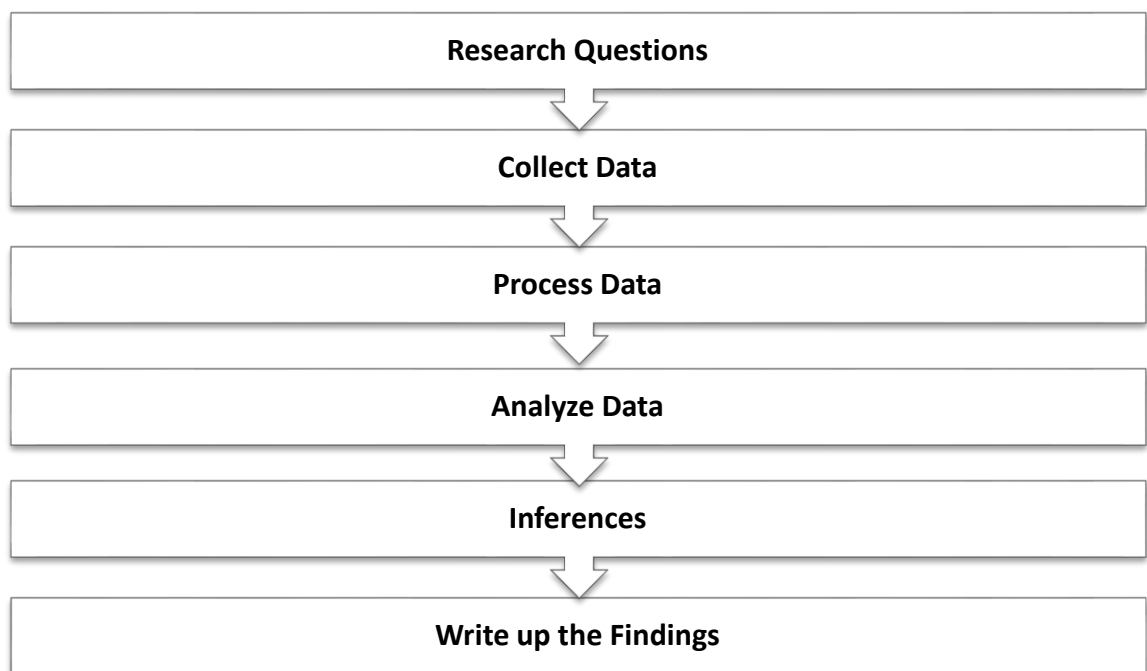 Research Questions
Collect Data
Process Data
Analyze Data
Inferences
Write up the Findings